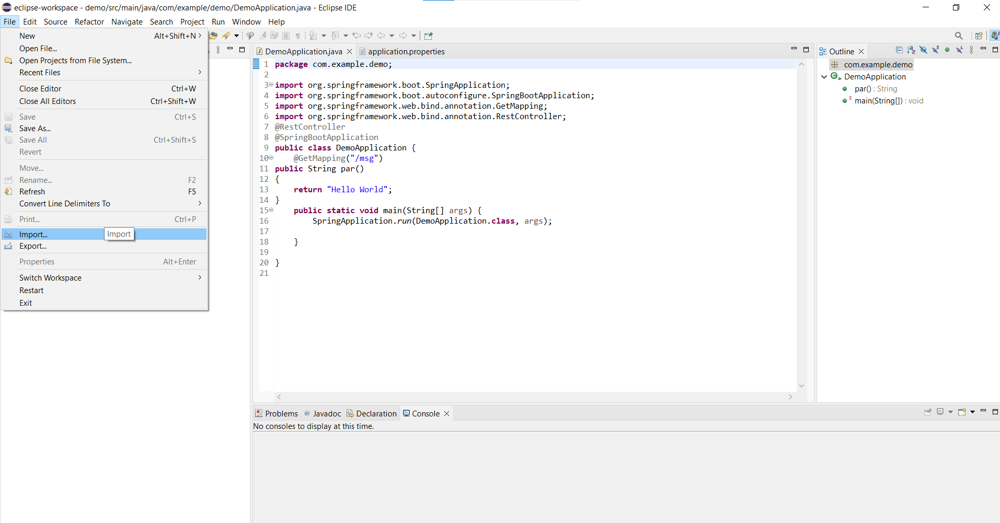 eclipse-workspace - demo/src/main/java/com/example/demo/DemoApplication.java - Eclipse IDE
File Edit Source Refactor Navigate Search Project Run Window Help
New Alt+Shift+N
Open File...
Open Projects from File System...
Recent Files
Close Editor Ctrl+W
Close All Editors Ctrl+Shift+W
Save Ctrl+S
Save As...
Save All Ctrl+Shift+S
Revert
Move...
Rename... F2
Refresh F5
Convert Line Delimiters To
Print... Ctrl+P
Import... Import
Export...
Properties Alt+Enter
Switch Workspace
Restart
Exit
DemoApplication.java application.properties
1 package com.example.demo;
2
3 import org.springframework.boot.SpringApplication;
4 import org.springframework.boot.autoconfigure.SpringBootApplication;
5 import org.springframework.web.bind.annotation.GetMapping;
6 import org.springframework.web.bind.annotation.RestController;
7 @RestController
8 @SpringBootApplication
9 public class DemoApplication {
10 @GetMapping("/msg")
11 public String par()
12 {
13 return "Hello World";
14 }
15 public static void main(String[] args) {
16 SpringApplication.run(DemoApplication.class, args);
17
18 }
19
20 }
21
Outline
com.example.demo
DemoApplication
par() : String
main(String[]) : void
Problems Javadoc Declaration Console
No consoles to display at this time.